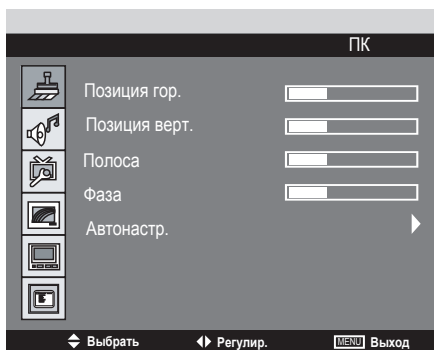 ПК
Позиция гор.
Позиция верт.
Полоса
Фаза
Автонастр.
Выбрать Регулир. MENU Выход